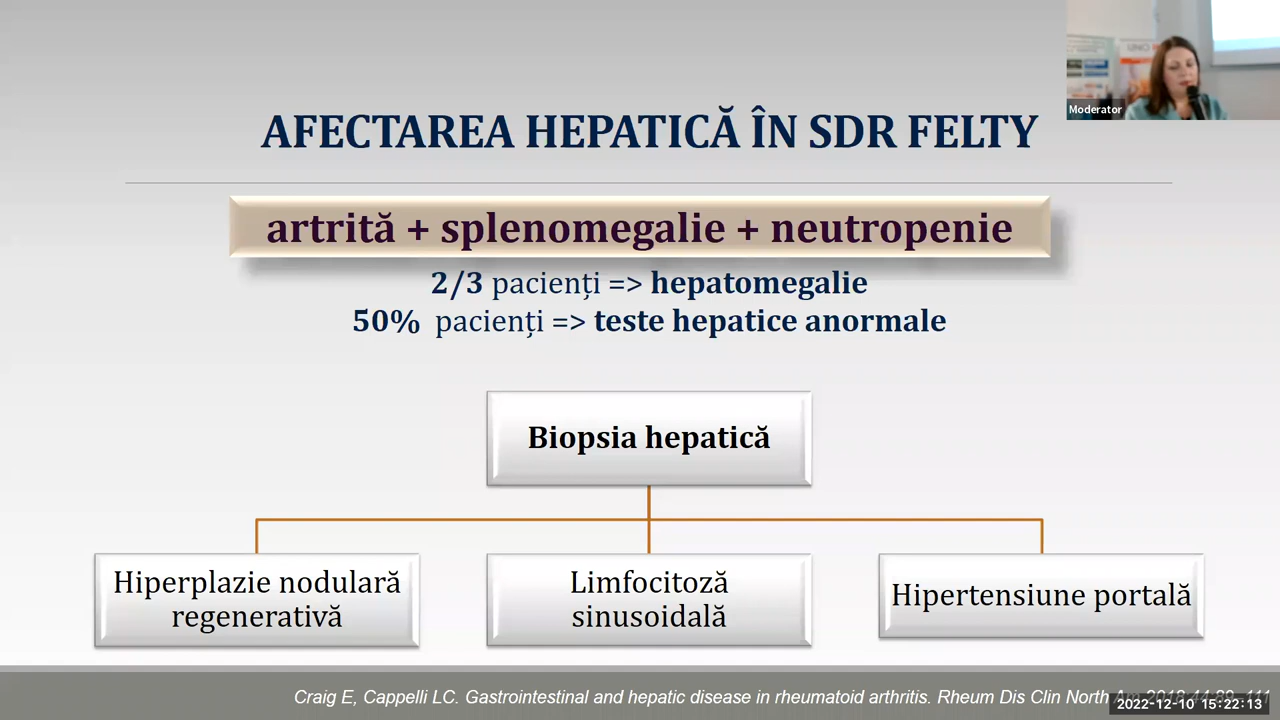 Moderator
AFECTAREA HEPATICĂ ÎN SDR FELTY
artrită + splenomegalie + neutropenie
2/3 pacienți => hepatomegalie
50% pacienți => teste hepatice anormale
Biopsia hepatică
Hiperplazie nodulară
regenerativă
Limfocitoză
sinusoidală
Hipertensiune portală
Craig E, Cappelli LC. Gastrointestinal and hepatic disease in rheumatoid arthritis. Rheum Dis Clin North
2022-12-10 15:22:13